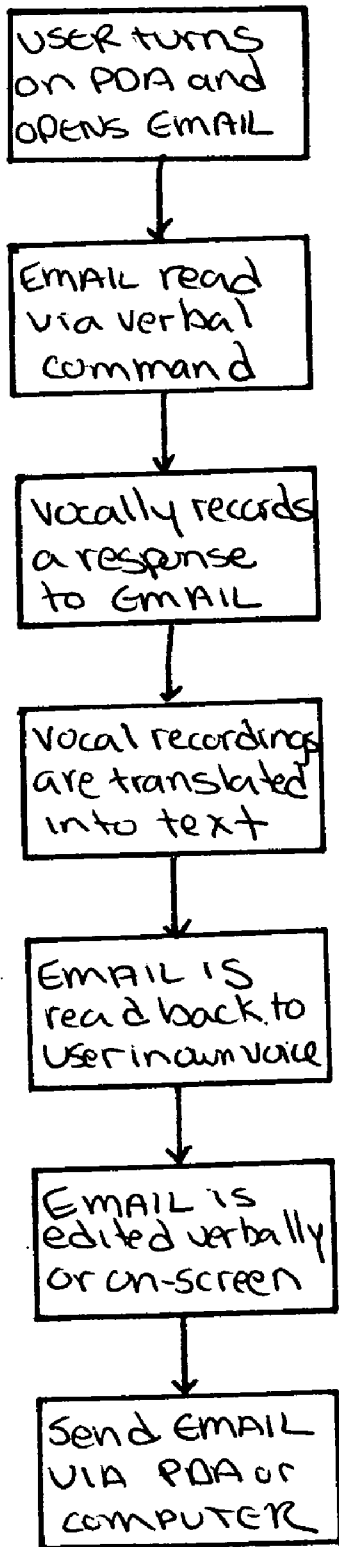 USER turns
on PDA and
OPENS EMAIL
EMAIL read
via verbal
command
Vocally records
a response
to EMAIL
Vocal recordings
are translated
into text
EMAIL IS
read back to
user in own voice
EMAIL is
edited verbally
or on-screen
Send EMAIL
VIA PDA or
COMPUTER